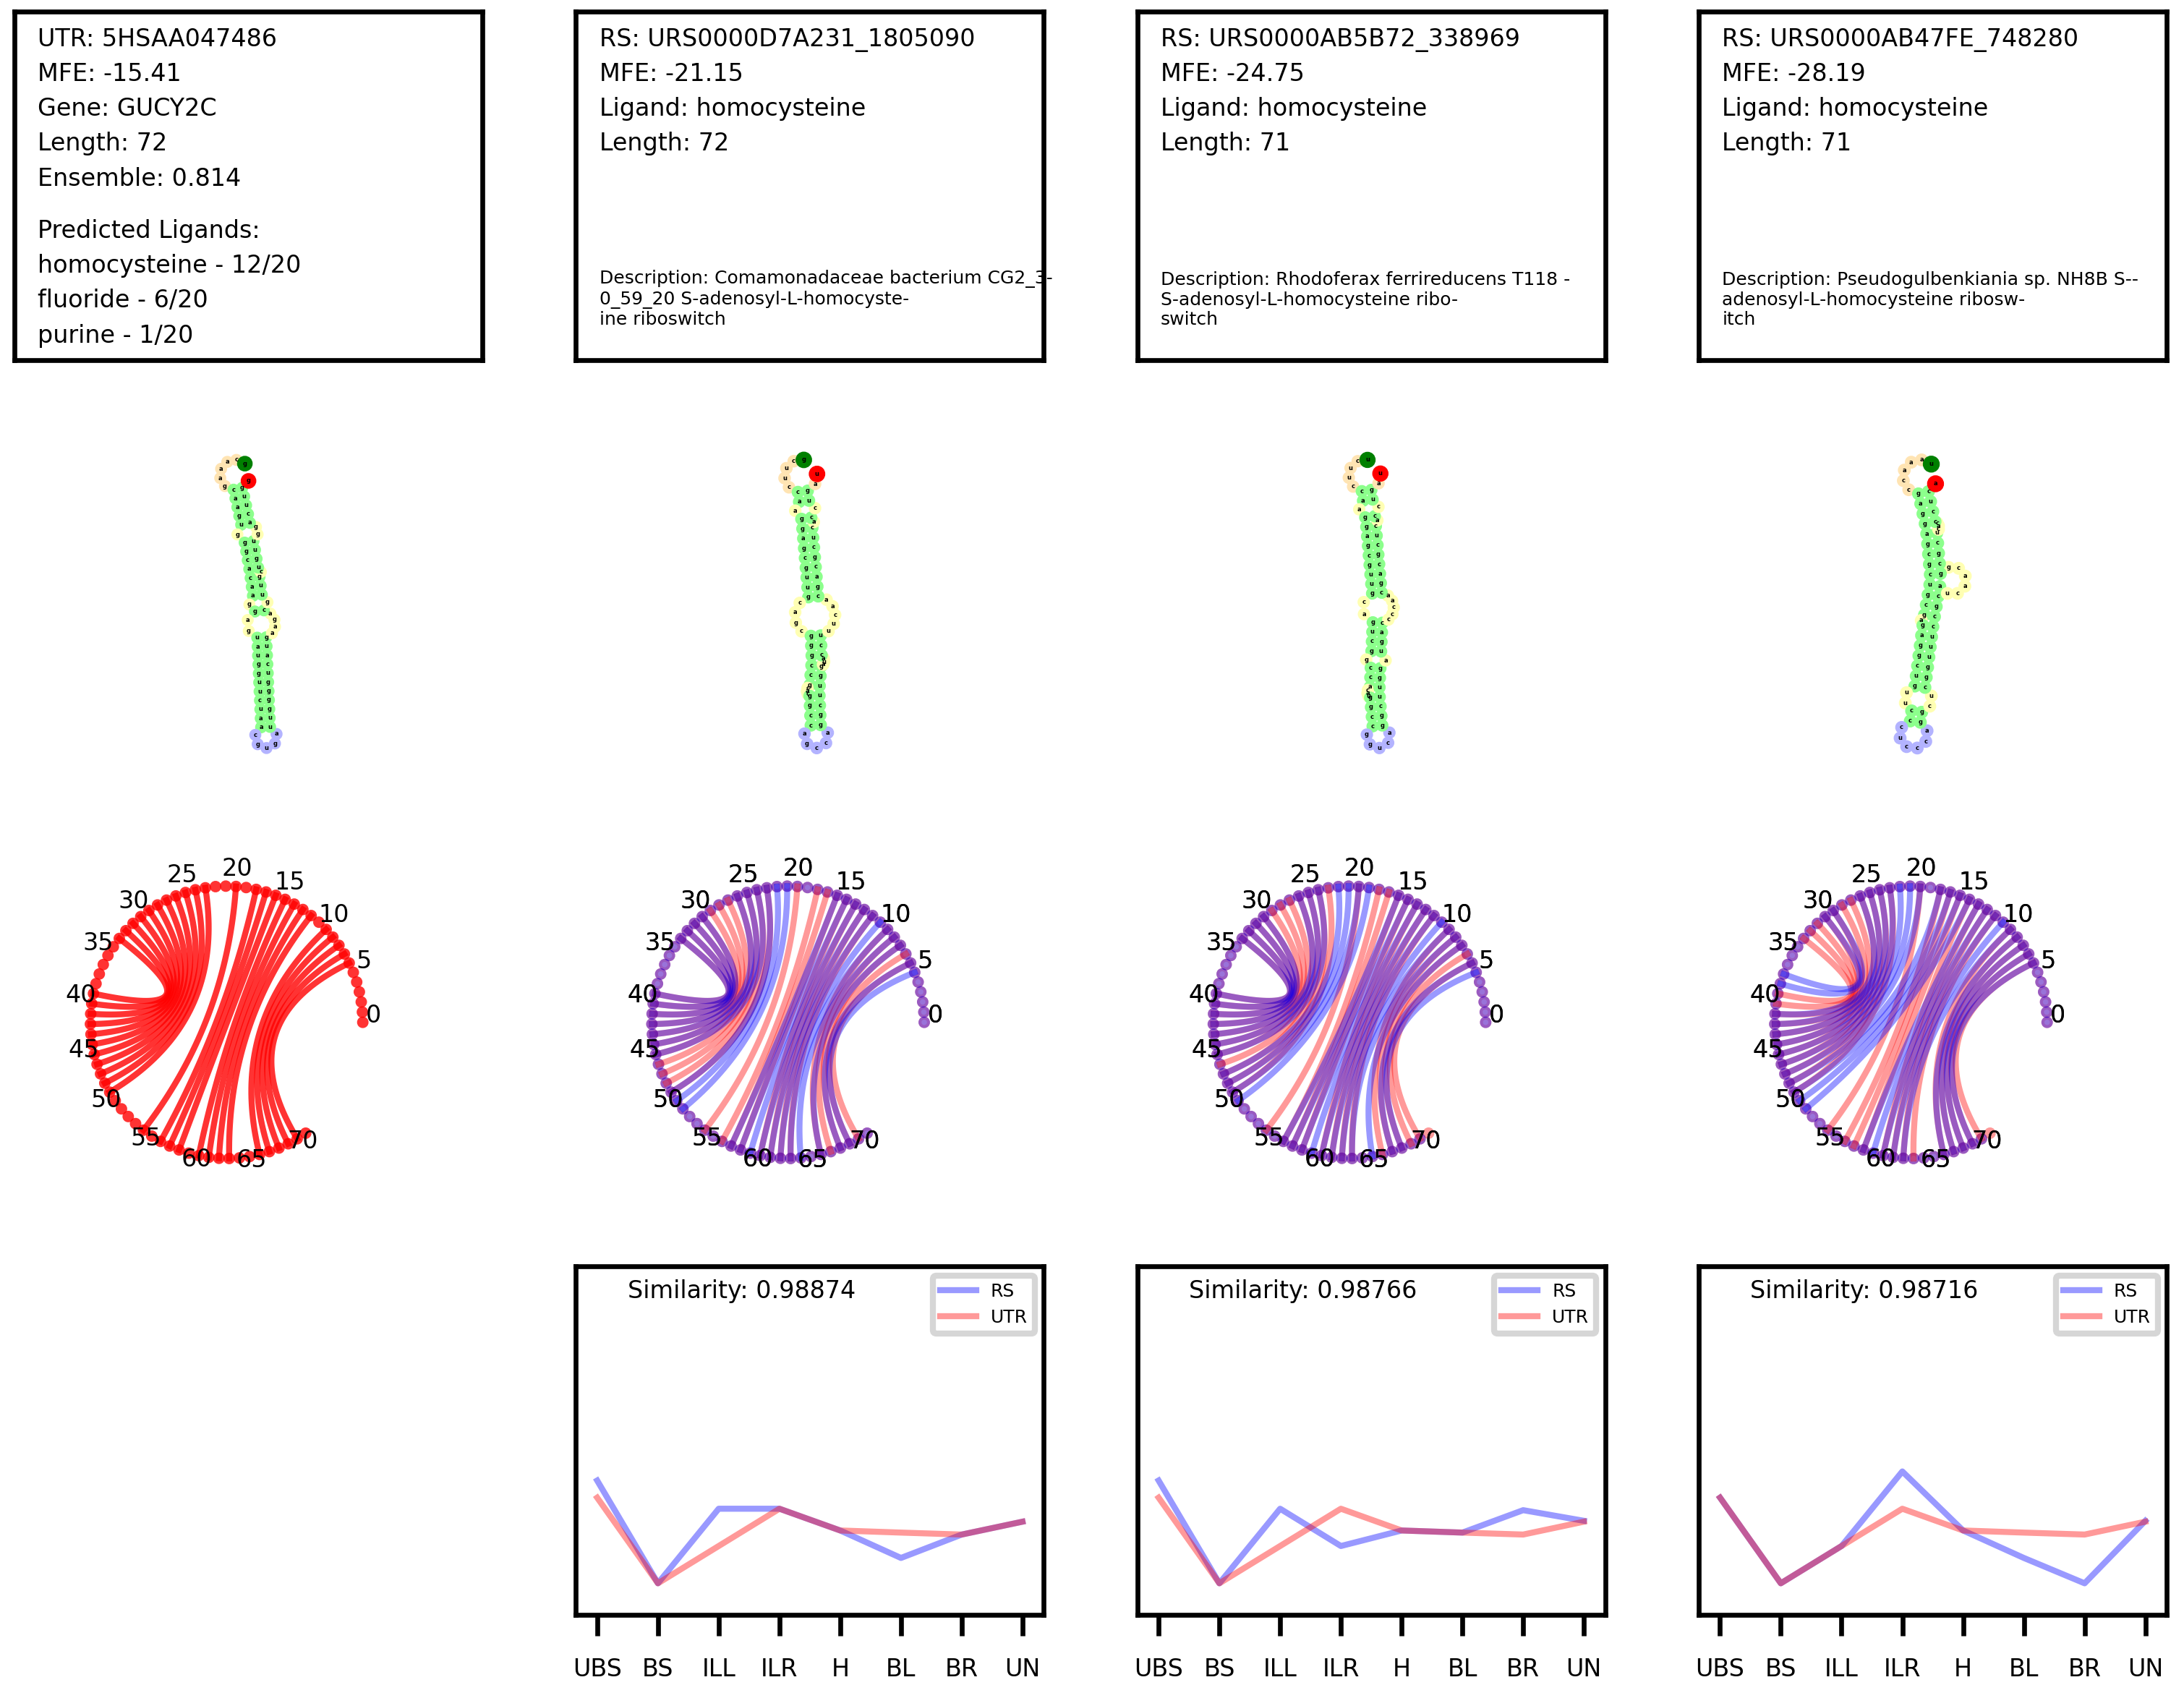 UTR: 5HSAA047486
MFE: -15.41
Gene: GUCY2C
Length: 72
Ensemble: 0.814
Predicted Ligands:
homocysteine - 12/20
fluoride - 6/20
purine - 1/20
RS: URS0000D7A231_1805090
MFE: -21.15
Ligand: homocysteine
Length: 72
Description: Comamonadaceae bacterium CG2_3-
0_59_20 S-adenosyl-L-homocyste-
ine riboswitch
RS: URS0000AB5B72_338969
MFE: -24.75
Ligand: homocysteine
Length: 71
Description: Rhodoferax ferrireducens T118 -
S-adenosyl-L-homocysteine ribo-
switch
RS: URS0000AB47FE_748280
MFE: -28.19
Ligand: homocysteine
Length: 71
Description: Pseudogulbenkiania sp. NH8B S--
adenosyl-L-homocysteine ribosw-
itch
0 5 10 15 20 25 30 35 40 45 50 55 60 65 70
0 5 10 15 20 25 30 35 40 45 50 55 60 65 70
0 5 10 15 20 25 30 35 40 45 50 55 60 65 70
0 5 10 15 20 25 30 35 40 45 50 55 60 65 70
Similarity: 0.98874
RS
UTR
UBS BS ILL ILR H BL BR UN
Similarity: 0.98766
RS
UTR
UBS BS ILL ILR H BL BR UN
Similarity: 0.98716
RS
UTR
UBS BS ILL ILR H BL BR UN